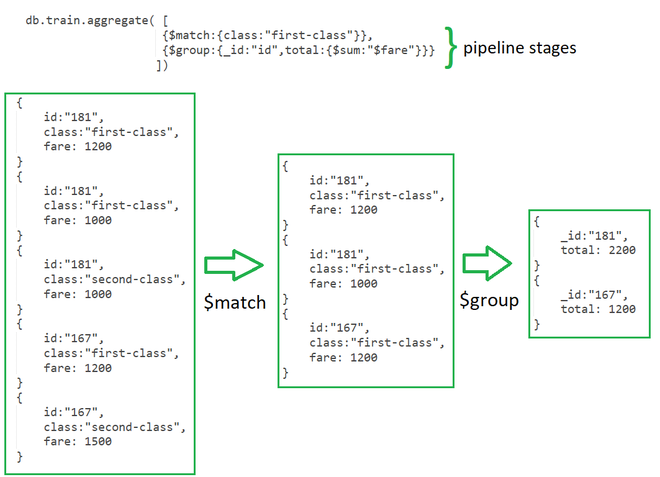 db.train.aggregate( [
{$match:{class:"first-class"}},
{$group:{_id:"id",total:{$sum:"$fare"}}}
])
pipeline stages
{
id:"181",
class:"first-class",
fare: 1200
}
{
id:"181",
class:"first-class",
fare: 1000
}
{
id:"181",
class:"second-class",
fare: 1000
}
{
id:"167",
class:"first-class",
fare: 1200
}
{
id:"167",
class:"second-class",
fare: 1500
}
$match
{
id:"181",
class:"first-class",
fare: 1200
}
{
id:"181",
class:"first-class",
fare: 1000
}
{
id:"167",
class:"first-class",
fare: 1200
}
$group
{
_id:"181",
total: 2200
}
{
_id:"167",
total: 1200
}